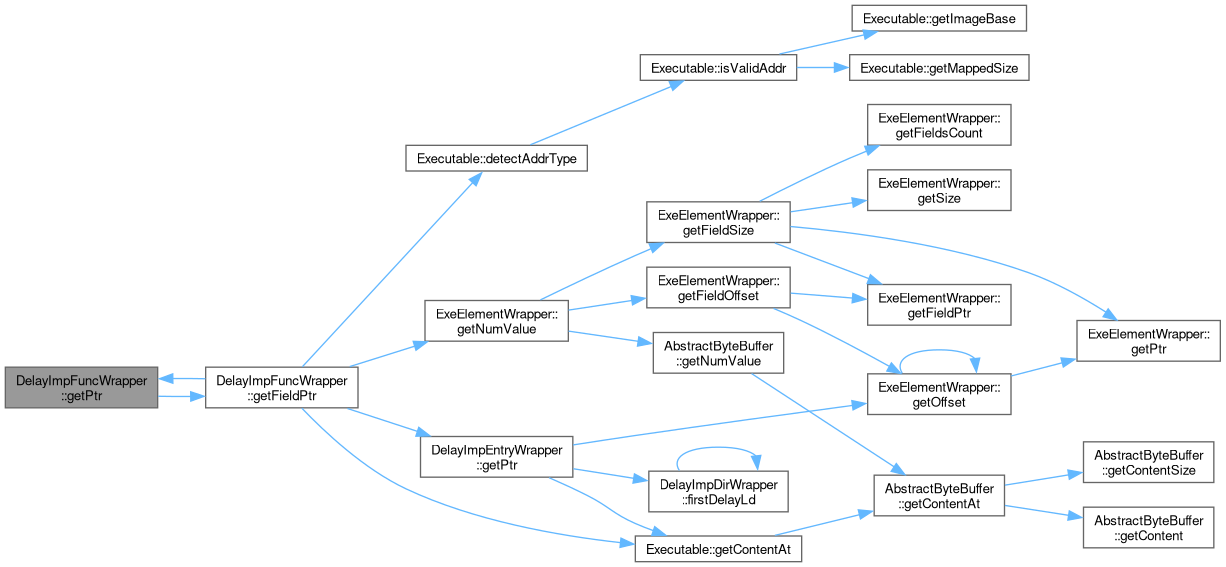 DelayImpFuncWrapper
::getPtr
DelayImpFuncWrapper
::getFieldPtr
Executable::detectAddrType
ExeElementWrapper::
getNumValue
DelayImpEntryWrapper
::getPtr
Executable::isValidAddr
ExeElementWrapper::
getFieldSize
ExeElementWrapper::
getFieldOffset
AbstractByteBuffer
::getNumValue
DelayImpDirWrapper
::firstDelayLd
Executable::getContentAt
Executable::getImageBase
Executable::getMappedSize
ExeElementWrapper::
getFieldsCount
ExeElementWrapper::
getSize
ExeElementWrapper::
getFieldPtr
ExeElementWrapper::
getOffset
AbstractByteBuffer
::getContentAt
ExeElementWrapper::
getPtr
AbstractByteBuffer
::getContentSize
AbstractByteBuffer
::getContent